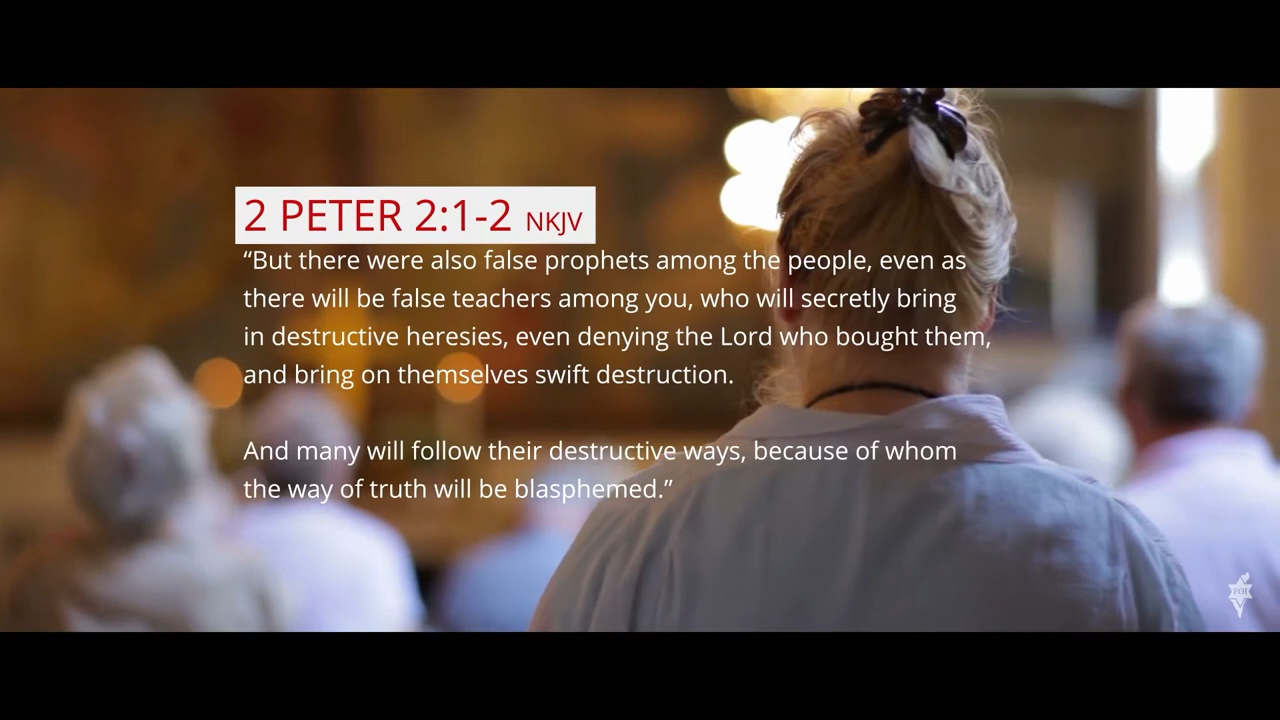 2 PETER 2:1-2 NKJV
“But there were also false prophets among the people, even as
there will be false teachers among you, who will secretly bring
in destructive heresies, even denying the Lord who bought them,
and bring on themselves swift destruction.
And many will follow their destructive ways, because of whom
the way of truth will be blasphemed.”
FOI